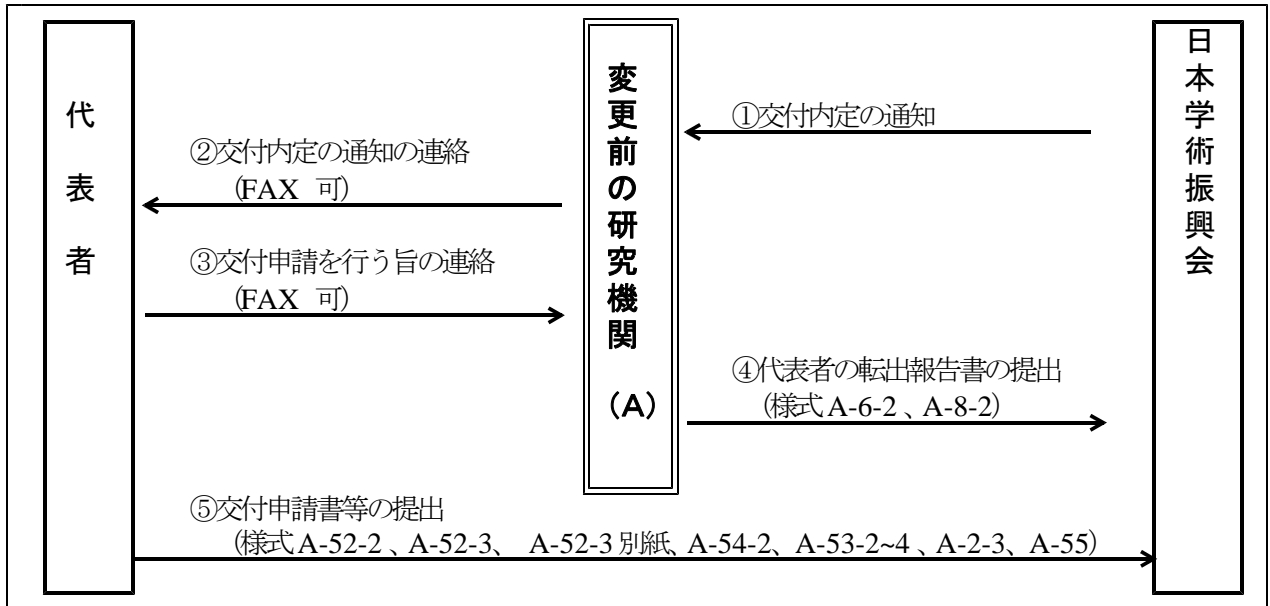 代表者
変更前の研究機関（A）
日本学術振興会
①交付内定の通知
②交付内定の通知の連絡
(FAX 可)
③交付申請を行う旨の連絡
(FAX 可)
④代表者の転出報告書の提出
(様式 A-6-2 、A-8-2)
⑤交付申請書等の提出
(様式 A-52-2 、A-52-3、 A-52-3 別紙、A-54-2、A-53-2~4 、A-2-3、A-55)